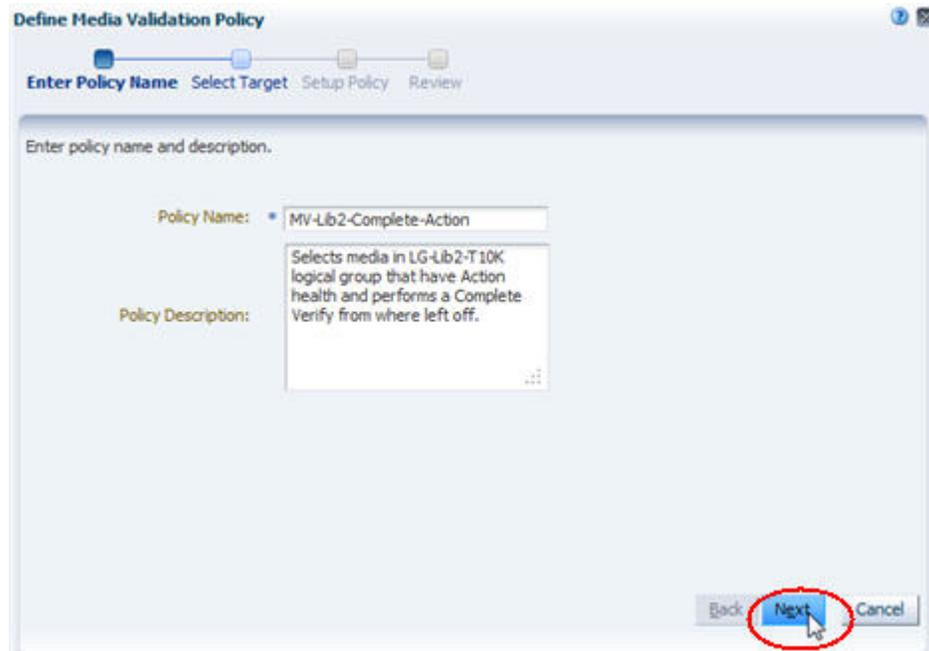 Define Media Validation Policy
Enter Policy Name Select Target Setup Policy Review
Enter policy name and description.
Policy Name: * MV-Lib2-Complete-Action
Policy Description:
Selects media in LG-Lib2-T10K
logical group that have Action
health and performs a Complete
Verify from where left off.
Back Next Cancel